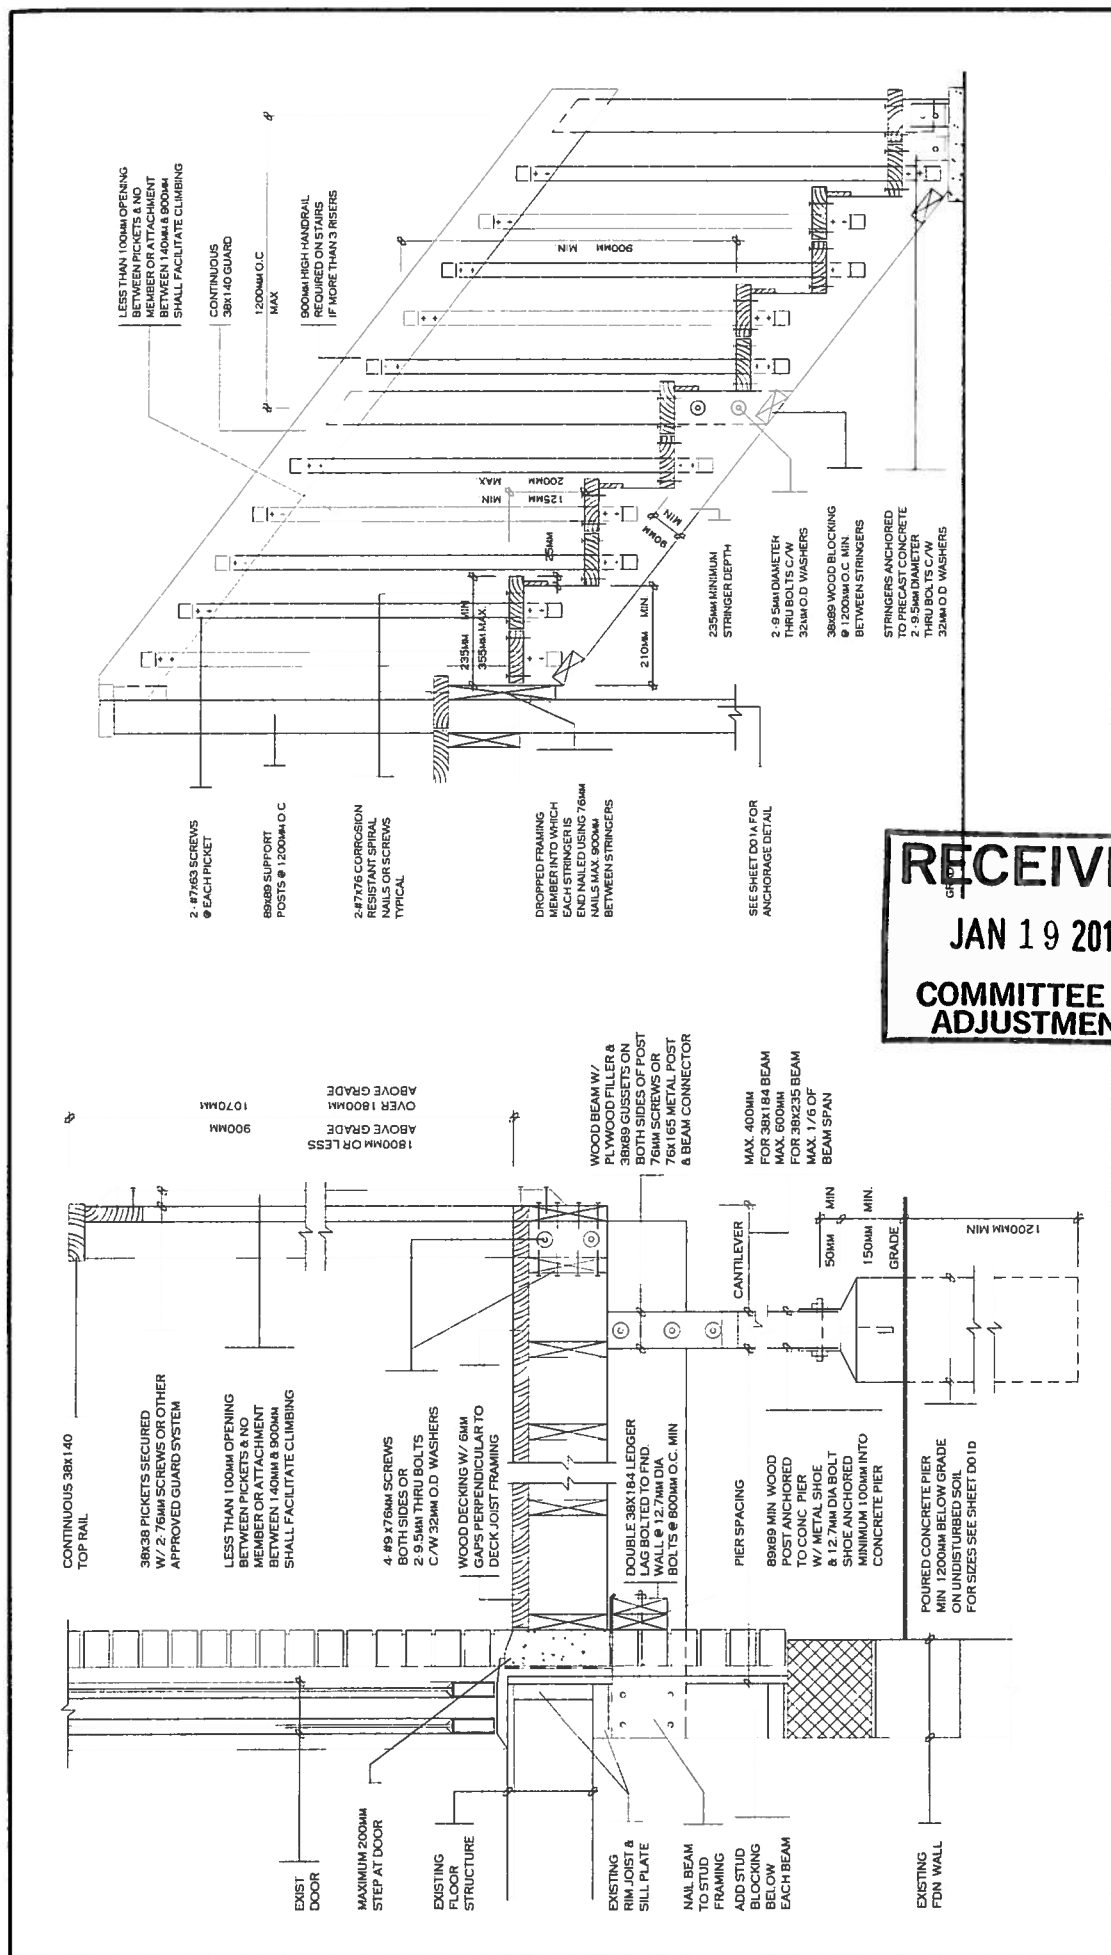 LESS THAN 100MM OPENING
BETWEEN PICKETS & NO
MEMBER OR ATTACHMENT
BETWEEN 140MM & 900MM
SHALL FACILITATE CLIMBING
CONTINUOUS
38X140 GUARD
1200MM O.C
MAX
900MM HIGH HANDRAIL
REQUIRED ON STAIRS
IF MORE THAN 3 RISERS
900MM
MIN
200MM
MAX.
125MM
MIN
25MM
235MM MIN
355MM MAX.
90MM
MIN
210MM MIN.
2- #7X63 SCREWS
@ EACH PICKET
89X89 SUPPORT
POSTS @ 1200MM O.C
2-#7X76 CORROSION
RESISTANT SPIRAL
NAILS OR SCREWS
TYPICAL
DROPPED FRAMING
MEMBER INTO WHICH
EACH STRINGER IS
END NAILED USING 76MM
NAILS MAX. 900MM
BETWEEN STRINGERS
SEE SHEET D01A FOR
ANCHORAGE DETAIL
235MM MINIMUM
STRINGER DEPTH
2-9.5MM DIAMETER
THRU BOLTS C/W
32MM O.D WASHERS
38X89 WOOD BLOCKING
@ 1200MM O.C MIN.
BETWEEN STRINGERS
STRINGERS ANCHORED
TO PRECAST CONCRETE
2-9.5MM DIAMETER
THRU BOLTS C/W
32MM O.D WASHERS
RECEIV
JAN 19 201
COMMITTEE
ADJUSTMEN
CONTINUOUS 38X140
TOP RAIL
38X38 PICKETS SECURED
W/ 2-76MM SCREWS OR OTHER
APPROVED GUARD SYSTEM
LESS THAN 100MM OPENING
BETWEEN PICKETS & NO
MEMBER OR ATTACHMENT
BETWEEN 140MM & 900MM
SHALL FACILITATE CLIMBING
4-#9 X76MM SCREWS
BOTH SIDES OR
2-9.5MM THRU BOLTS
C/W 32MM O.D WASHERS
WOOD DECKING W/ 6MM
GAPS PERPENDICULAR TO
DECK JOIST FRAMING
1070MM
OVER 1800MM
ABOVE GRADE
900MM
1800MM OR LESS
ABOVE GRADE
WOOD BEAM W/
PLYWOOD FILLER &
38X89 GUSSETS ON
BOTH SIDES OF POST
76MM SCREWS OR
76X165 METAL POST
& BEAM CONNECTOR
MAX. 400MM
FOR 38X184 BEAM
MAX. 600MM
FOR 38X235 BEAM
MAX. 1/6 OF
BEAM SPAN
CANTILEVER
50MM MIN
150MM MIN.
GRADE
1200MM MIN
DOUBLE 38X184 LEDGER
LAG BOLTED TO FND.
WALL @ 12.7MM DIA
BOLTS @ 800MM O.C. MIN
PIER SPACING
89X89 MIN WOOD
POST ANCHORED
TO CONC PIER
W/ METAL SHOE
& 12.7MM DIA BOLT
SHOE ANCHORED
MINIMUM 100MM INTO
CONCRETE PIER
POURED CONCRETE PIER
MIN 1200MM BELOW GRADE
ON UNDISTURBED SOIL
FOR SIZES SEE SHEET D01D
EXIST
DOOR
MAXIMUM 200MM
STEP AT DOOR
EXISTING
FLOOR
STRUCTURE
EXISTING
RIM JOIST &
SILL PLATE
NAIL BEAM
TO STUD
FRAMING
ADD STUD
BLOCKING
BELOW
EACH BEAM
EXISTING
FDN WALL